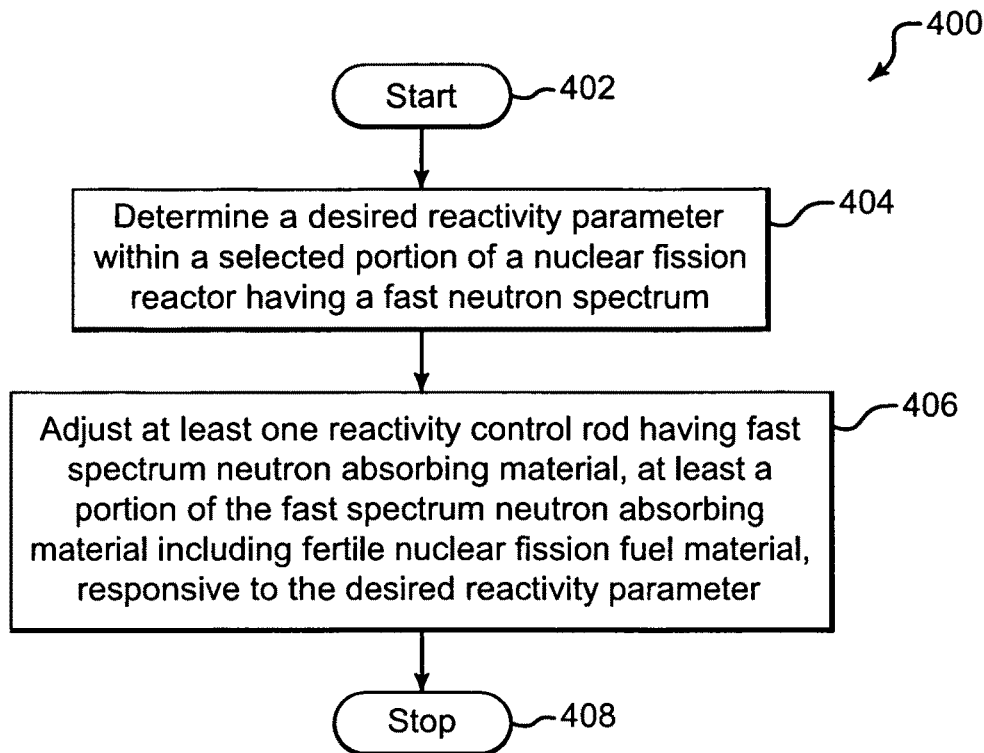 400
Start
402
Determine a desired reactivity parameter
within a selected portion of a nuclear fission
reactor having a fast neutron spectrum
404
Adjust at least one reactivity control rod having fast
spectrum neutron absorbing material, at least a
portion of the fast spectrum neutron absorbing
material including fertile nuclear fission fuel material,
responsive to the desired reactivity parameter
406
Stop
408